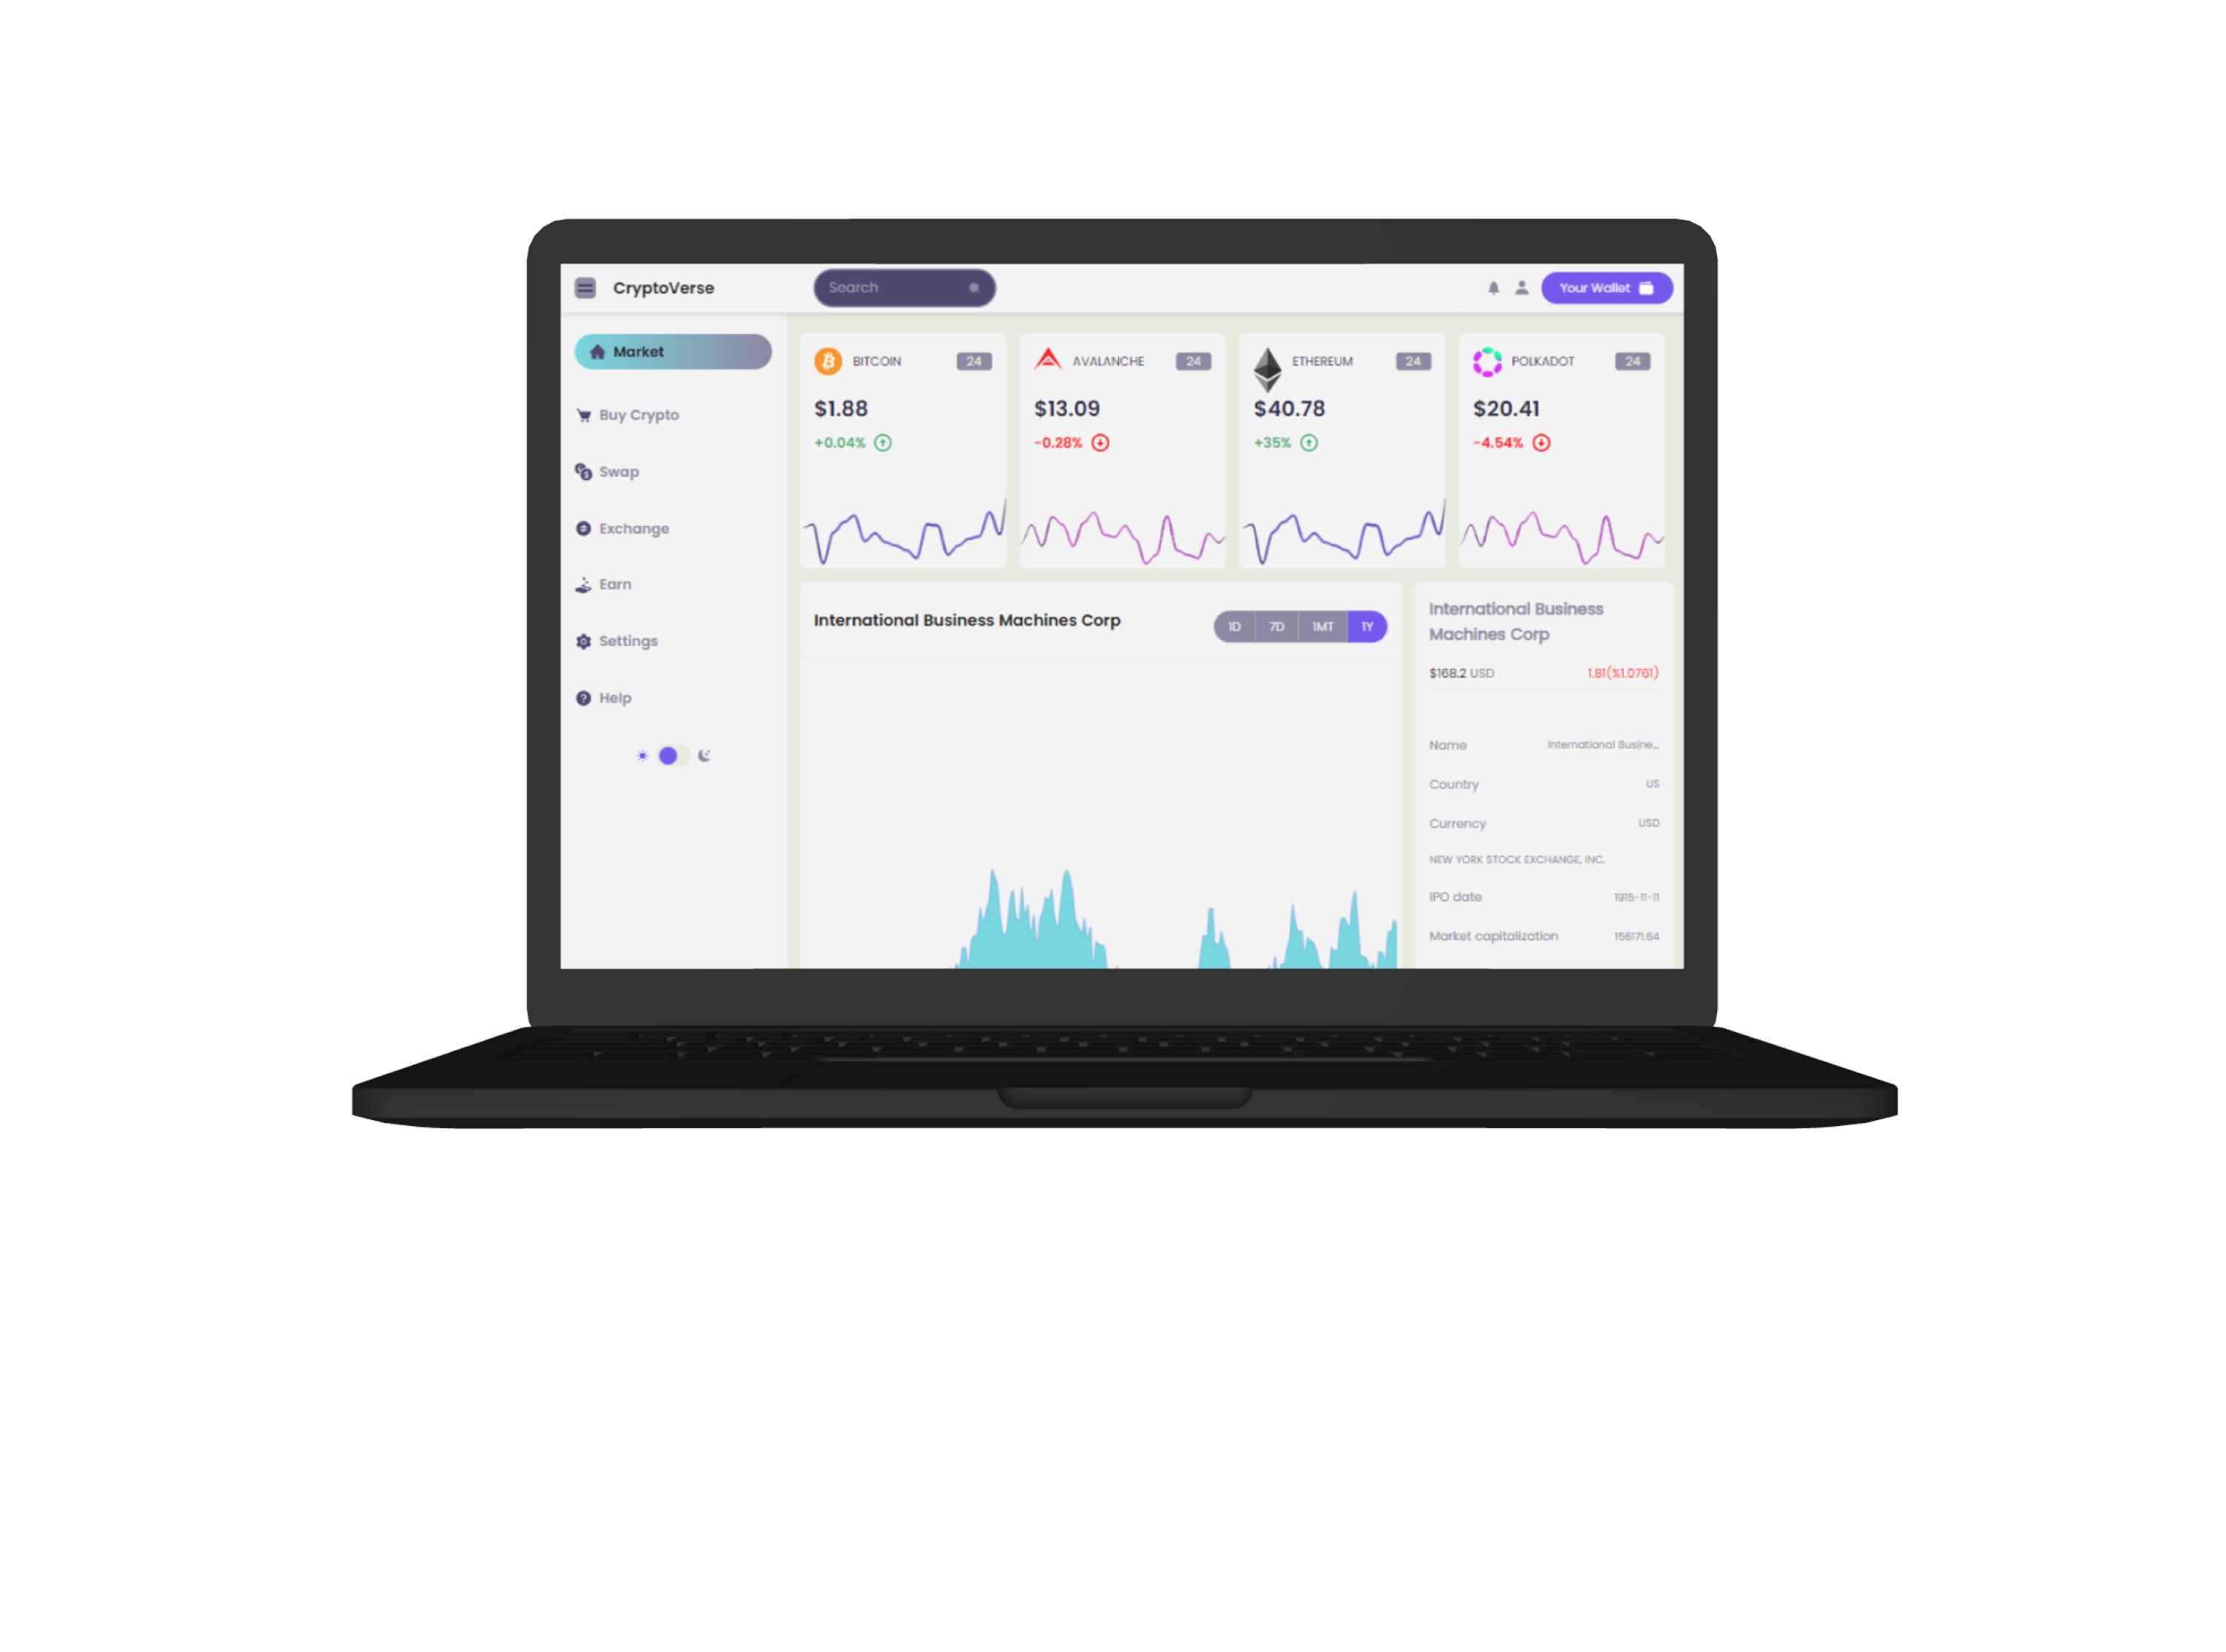 CryptoVerse
Search
Your Wallet
Market
Buy Crypto
Swap
Exchange
Earn
Settings
Help
BITCOIN 24
$1.88
+0.04%
AVALANCHE 24
$13.09
-0.28%
ETHEREUM 24
$40.78
+35%
POLKADOT 24
$20.41
-4.54%
International Business Machines Corp
1D 7D 1MT 1Y
International Business
Machines Corp
$168.2 USD 1.81(%1.0761)
Name International Busine...
Country US
Currency USD
NEW YORK STOCK EXCHANGE, INC.
IPO date 1915-11-11
Market capitalization 156171.64